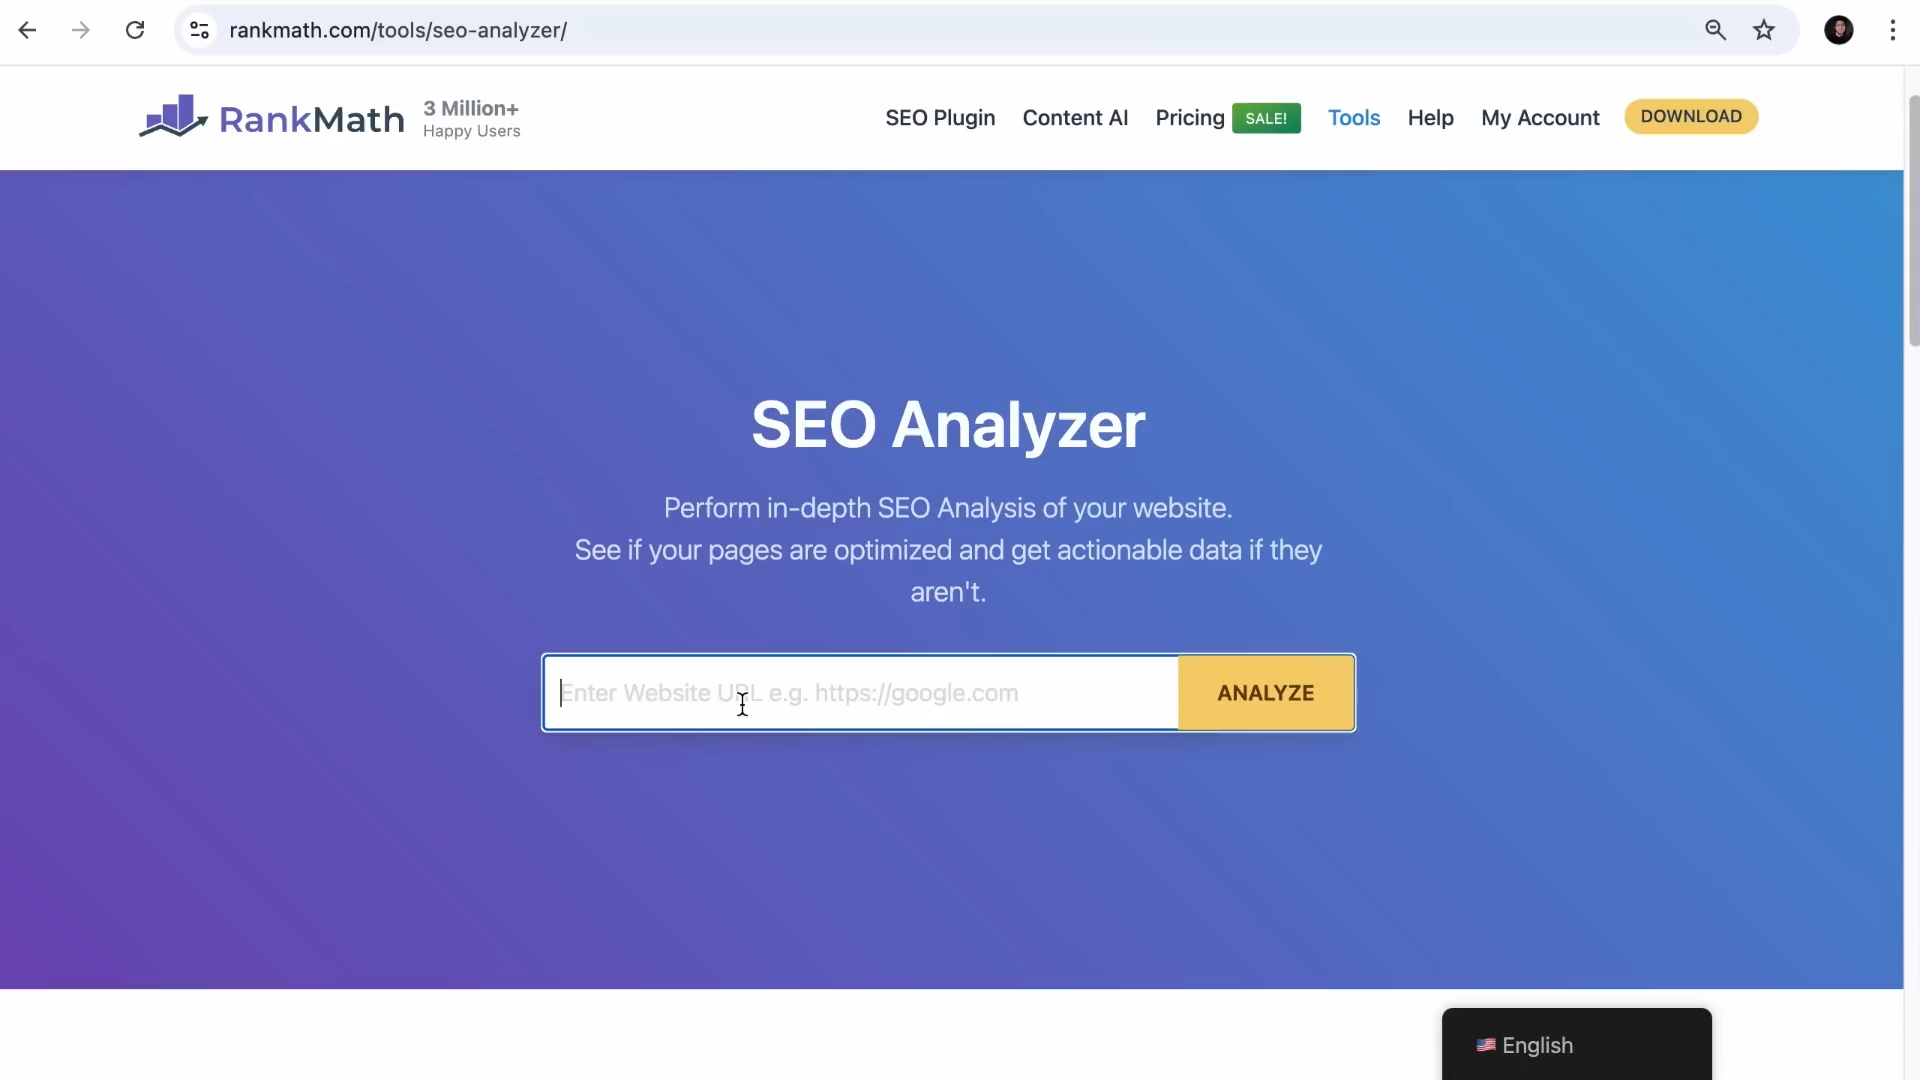 rankmath.com/tools/seo-analyzer/
RankMath
3 Million+
Happy Users
SEO Plugin
Content AI
Pricing
SALE!
Tools
Help
My Account
DOWNLOAD
SEO Analyzer
Perform in-depth SEO Analysis of your website.
See if your pages are optimized and get actionable data if they
aren't.
Enter Website URL e.g. https://google.com
ANALYZE
English